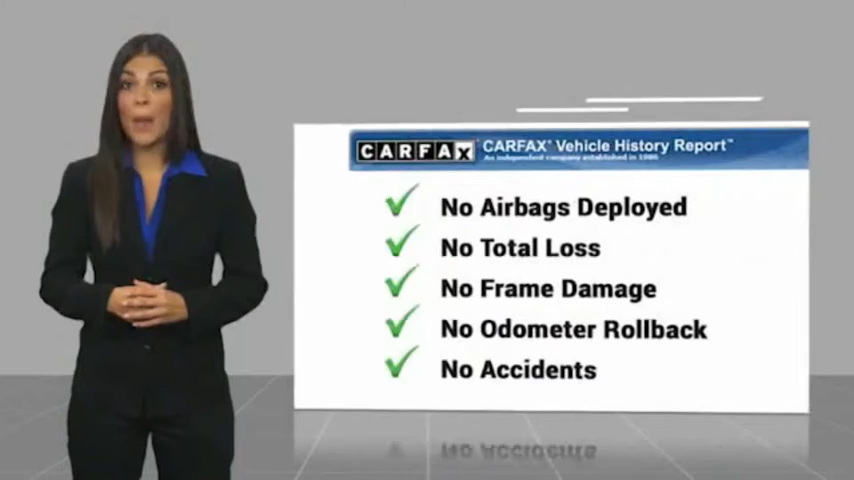 CARFAX CARFAX® Vehicle History Report™
An independent company established in 1986
No Airbags Deployed
No Total Loss
No Frame Damage
No Odometer Rollback
No Accidents